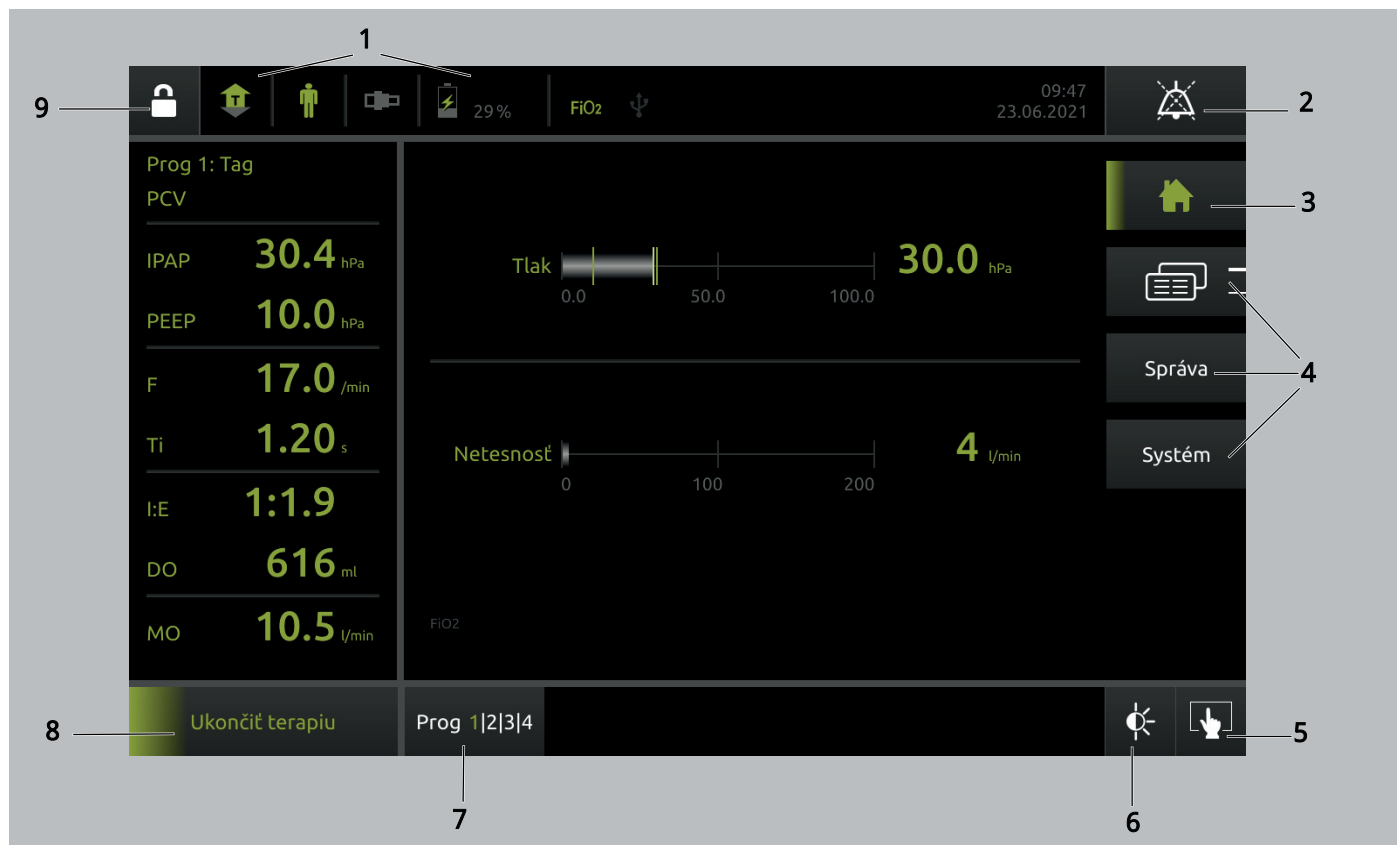 1
9
T
29%
FiO2
09:47
23.06.2021
2
Prog 1: Tag
PCV
3
IPAP 30.4 hPa
Tlak 30.0 hPa
0.0 50.0 100.0
PEEP 10.0 hPa
F 17.0 /min
Správa
4
Ti 1.20 s
Netesnosť 4 l/min
0 100 200
Systém
I:E 1:1.9
DO 616 ml
MO 10.5 l/min
FiO2
8
Ukončiť terapiu
Prog 1|2|3|4
5
7
6